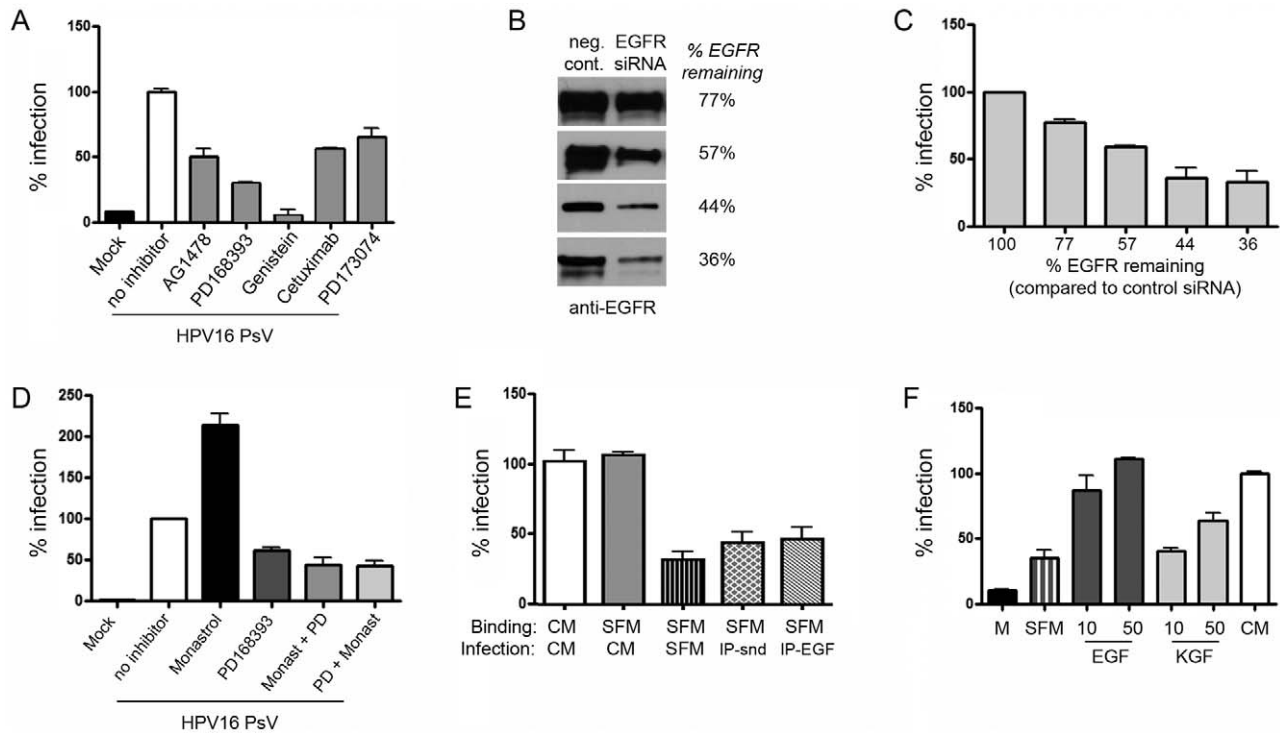 A
% infection
150
100
50
0
Mock
no inhibitor
AG1478
PD168393
Genistein
Cetuximab
PD173074
HPV16 PsV
B
neg. cont.
EGFR siRNA
% EGFR remaining
77%
57%
44%
36%
anti-EGFR
C
% infection
150
100
50
0
100 77 57 44 36
% EGFR remaining
(compared to control siRNA)
D
% infection
250
200
150
100
50
0
Mock
no inhibitor
Monastrol
PD168393
Monast + PD
PD + Monast
HPV16 PsV
E
% infection
150
100
50
0
Binding: CM SFM SFM SFM SFM
Infection: CM CM SFM IP-snd IP-EGF
F
% infection
150
100
50
0
M SFM 10 50 10 50 CM
EGF KGF